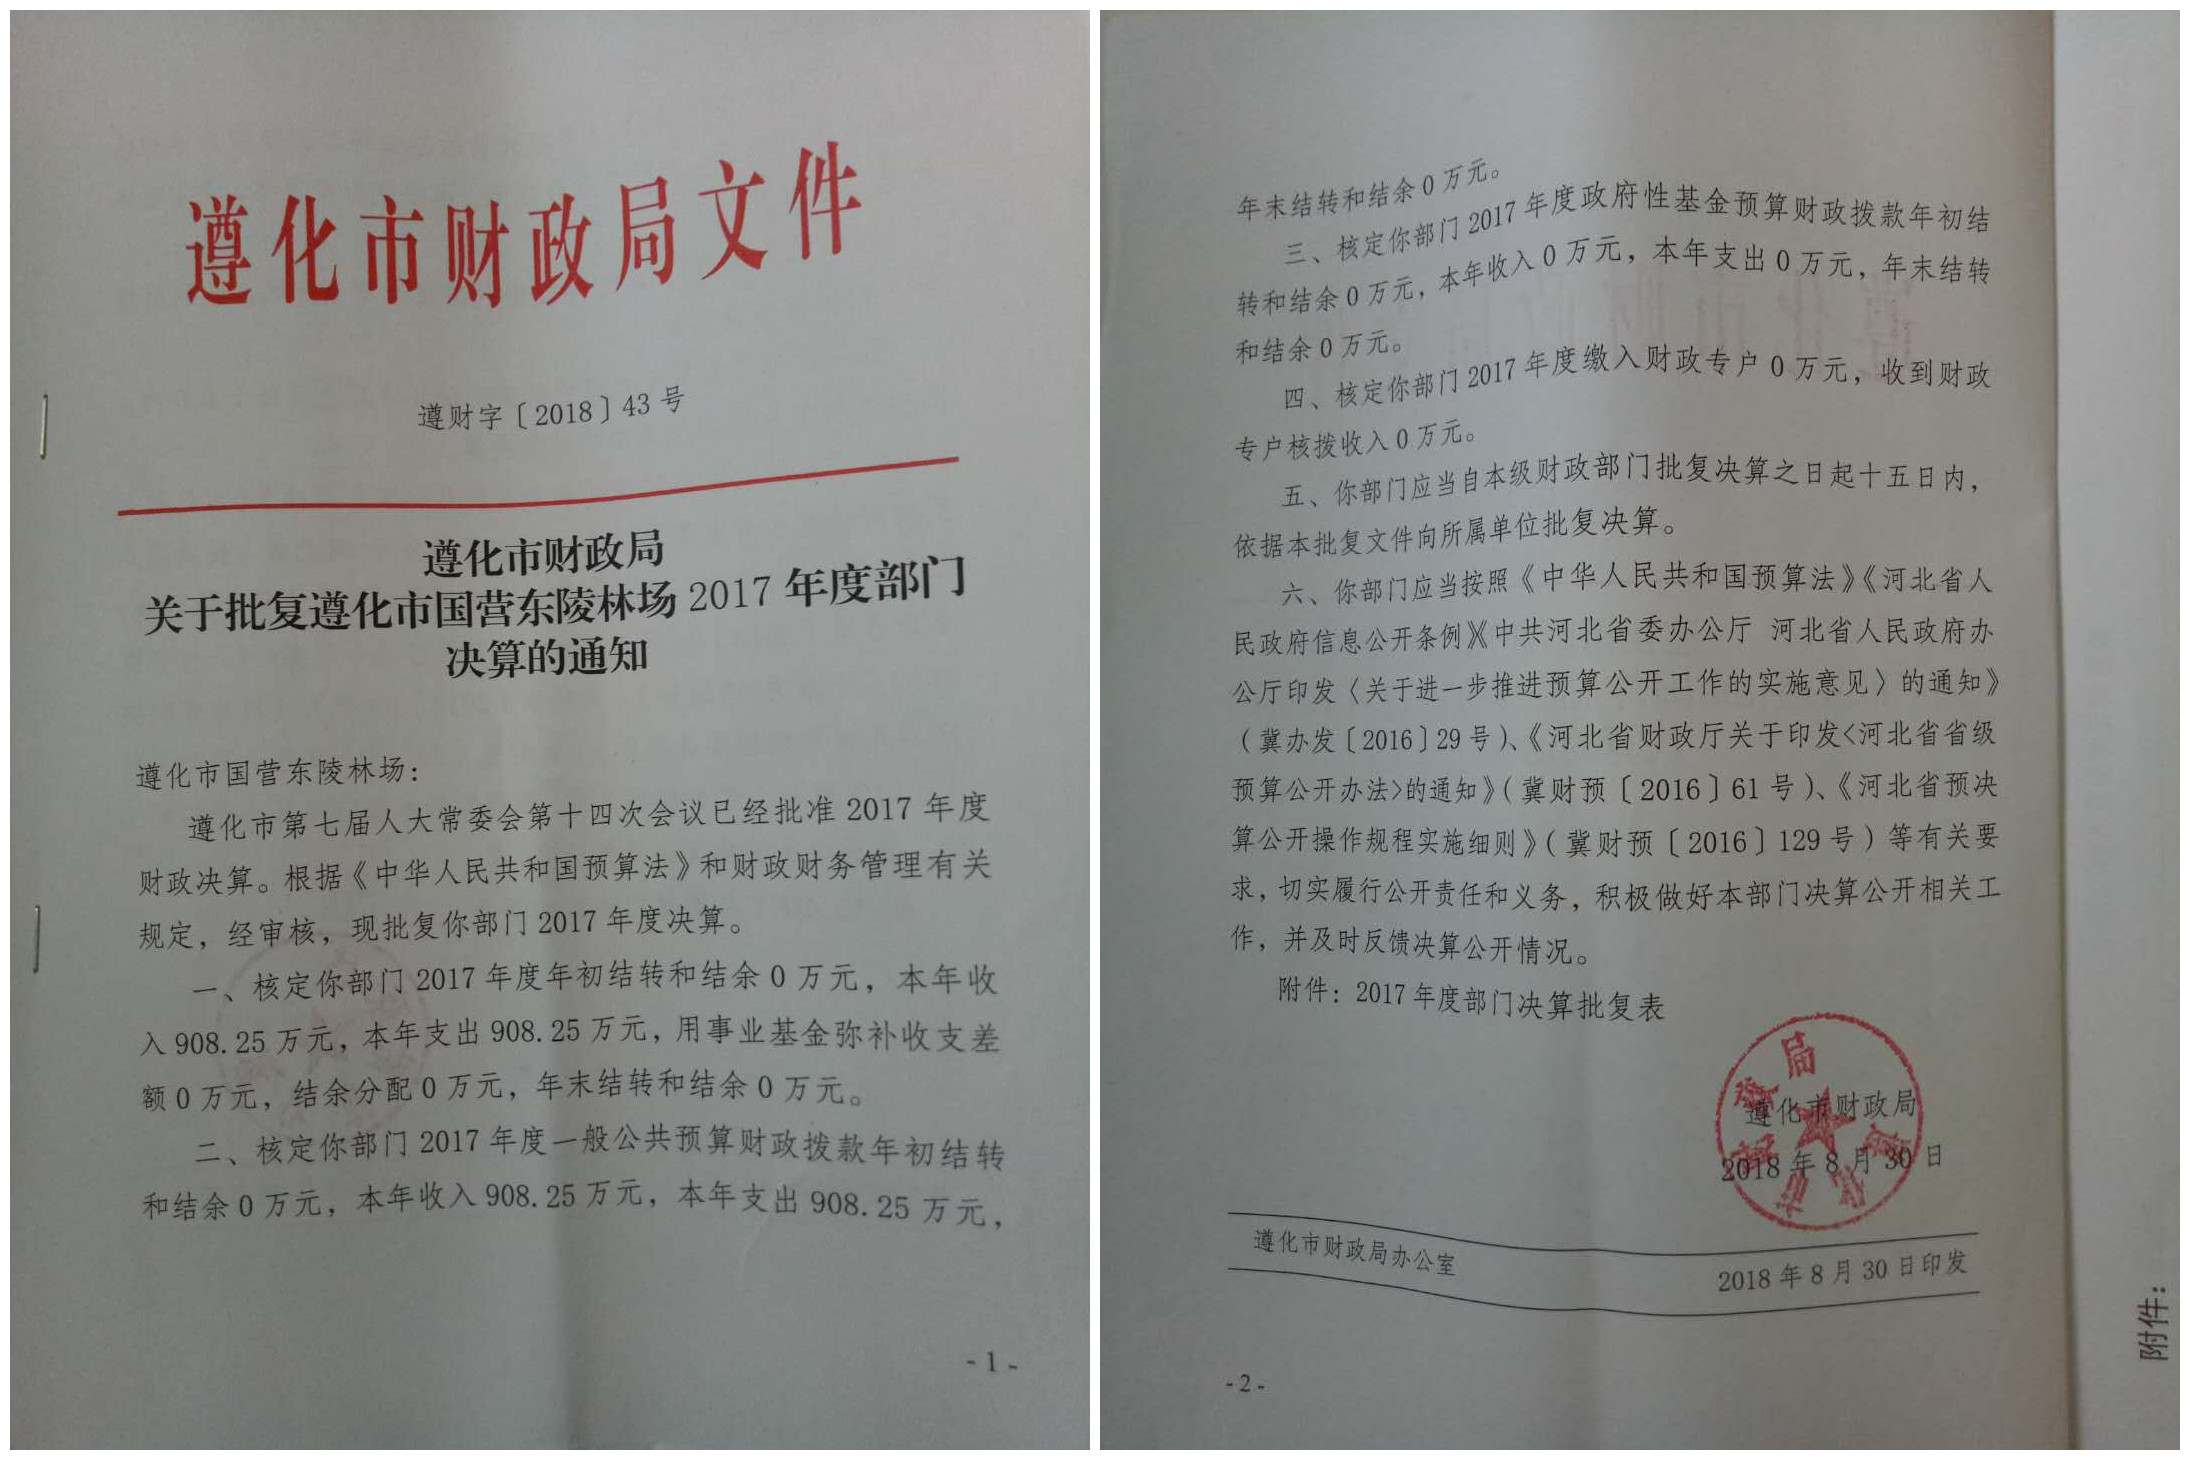 遵化市财政局文件
遵财字〔2018〕43号
遵化市财政局
关于批复遵化市国营东陵林场2017年度部门
决算的通知
遵化市国营东陵林场：
遵化市第七届人大常委会第十四次会议已经批准2017年度
财政决算。根据《中华人民共和国预算法》和财政财务管理有关
规定，经审核，现批复你部门2017年度决算。
一、核定你部门2017年度年初结转和结余0万元，本年收
入908.25万元，本年支出908.25万元，用事业基金弥补收支差
额0万元，结余分配0万元，年末结转和结余0万元。
二、核定你部门2017年度一般公共预算财政拨款年初结转
和结余0万元，本年收入908.25万元，本年支出908.25万元，
-1-
年末结转和结余0万元。
三、核定你部门2017年度政府性基金预算财政拨款年初结
转和结余0万元，本年收入0万元，本年支出0万元，年末结转
和结余0万元。
四、核定你部门2017年度缴入财政专户0万元，收到财政
专户核拨收入0万元。
五、你部门应当自本级财政部门批复决算之日起十五日内，
依据本批复文件向所属单位批复决算。
六、你部门应当按照《中华人民共和国预算法》《河北省人
民政府信息公开条例》《中共河北省委办公厅 河北省人民政府办
公厅印发〈关于进一步推进预算公开工作的实施意见〉的通知》
（冀办发〔2016〕29号）、《河北省财政厅关于印发<河北省省级
预算公开办法>的通知》（冀财预〔2016〕61号）、《河北省预决
算公开操作规程实施细则》（冀财预〔2016〕129号）等有关要
求，切实履行公开责任和义务，积极做好本部门决算公开相关工
作，并及时反馈决算公开情况。
附件：2017年度部门决算批复表
遵化市财政局
2018年8月30日
遵化市财政局
遵化市财政局办公室
2018年8月30日印发
-2-
附件：